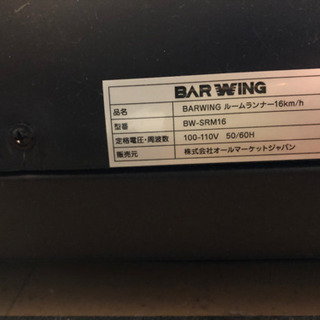 BARWING
品名 BARWING ルームランナー16km/h
型番 BW-SRM16
定格電圧・周波数 100-110V 50/60H
販売元 株式会社オールマーケットジャパン